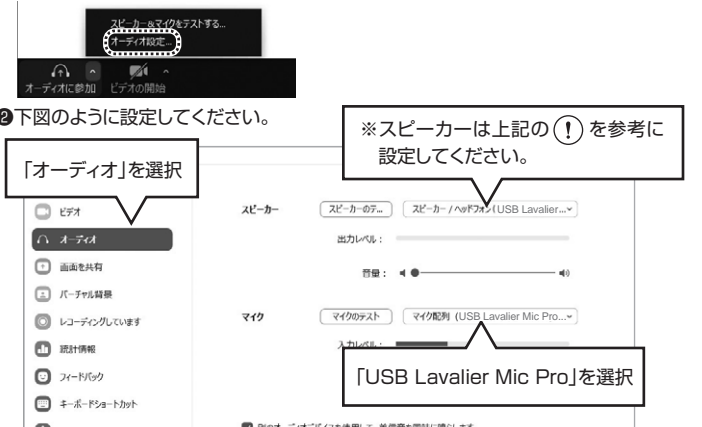 スピーカー&マイクをテストする...
オーディオ設定...
オーディオに参加 ビデオの開始
❷下図のように設定してください。
※スピーカーは上記の(!)を参考に
設定してください。
「オーディオ」を選択
ビデオ
オーディオ
画面を共有
バーチャル背景
レコーディングしています
統計情報
フィードバック
キーボードショートカット
スピーカー スピーカーのテ... スピーカー / ヘッドフォン(USB Lavalier...
出力レベル:
音量:
マイク マイクのテスト マイク配列 (USB Lavalier Mic Pro...
入力レベル:
「USB Lavalier Mic Pro」を選択